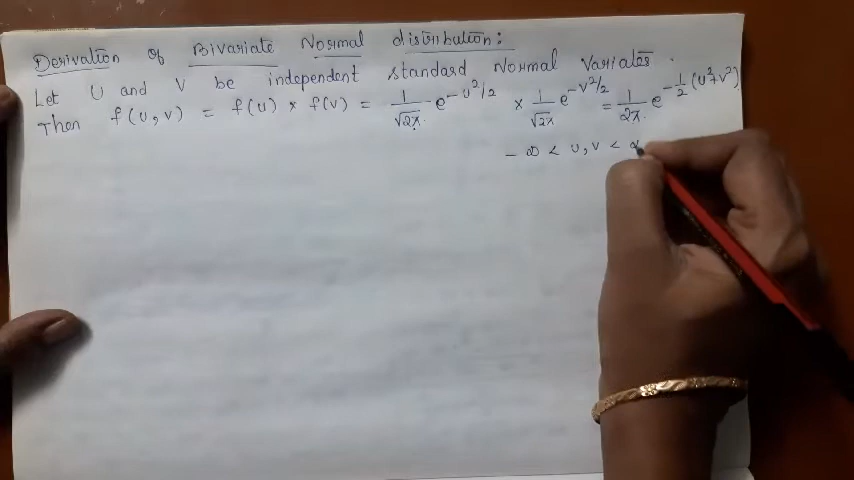 Derivation of Bivariate Normal distribution:
Let U and V be independent standard Normal variates.
Then f(U,V) = f(U) × f(V) = 1/√2π e^-U²/2 × 1/√2π e^-V²/2 = 1/2π e^-1/2(U²+V²)
-∞ < U,V < ∞